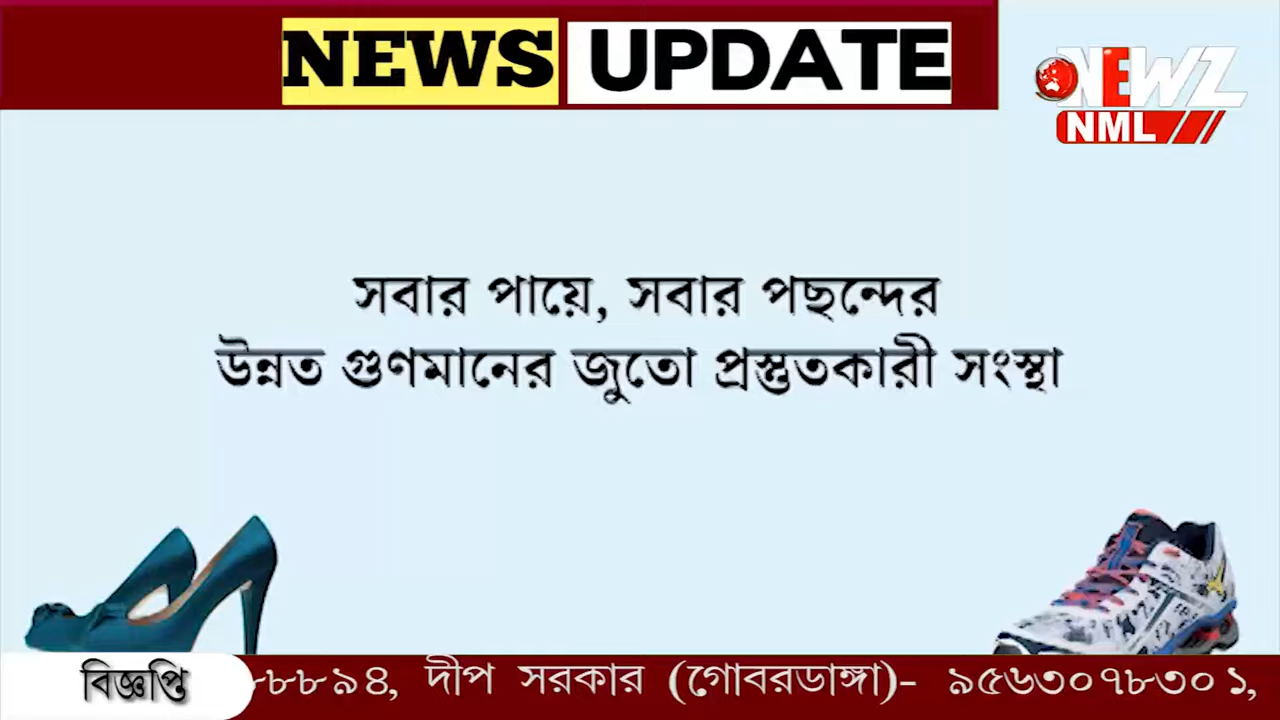 NEWS UPDATE
NEWZ
NML
সবার পায়ে, সবার পছন্দের
উন্নত গুণমানের জুতো প্রস্তুতকারী সংস্থা
বিজ্ঞপ্তি
৮৮৯৪, দীপ সরকার (গোবরডাঙ্গা)- ৯৫৬৩০৭৮৩০১,